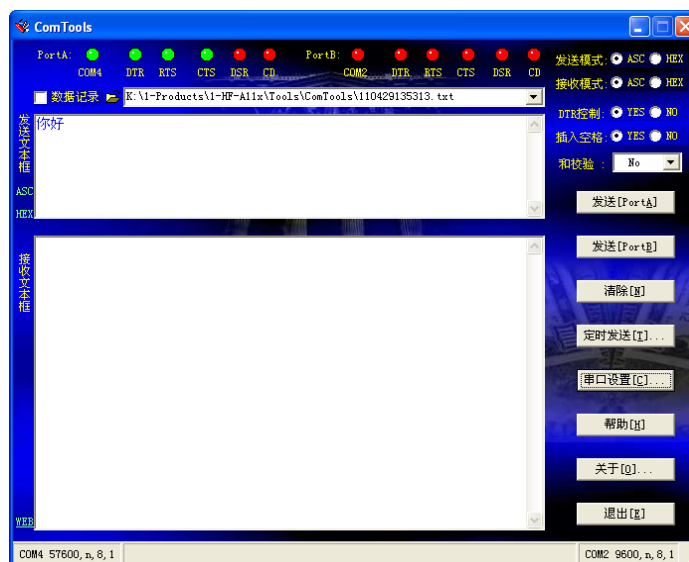 ComTools
PortA: PortB:
COM4 DTR RTS CTS DSR CD COM2 DTR RTS CTS DSR CD
发送模式: ASC HEX
接收模式: ASC HEX
数据记录 K:\1-Products\1-HF-A11x\Tools\ComTools\110429135313.txt
DTR控制: YES NO
插入空格: YES NO
和校验 : No
发送文本框
你好
ASC
HEX
发送[PortA]
发送[PortB]
接收文本框
清除[N]
定时发送[T]...
串口设置[C]...
帮助[H]
关于[O]...
退出[E]
WEB
COM4 57600,n,8,1
COM2 9600,n,8,1